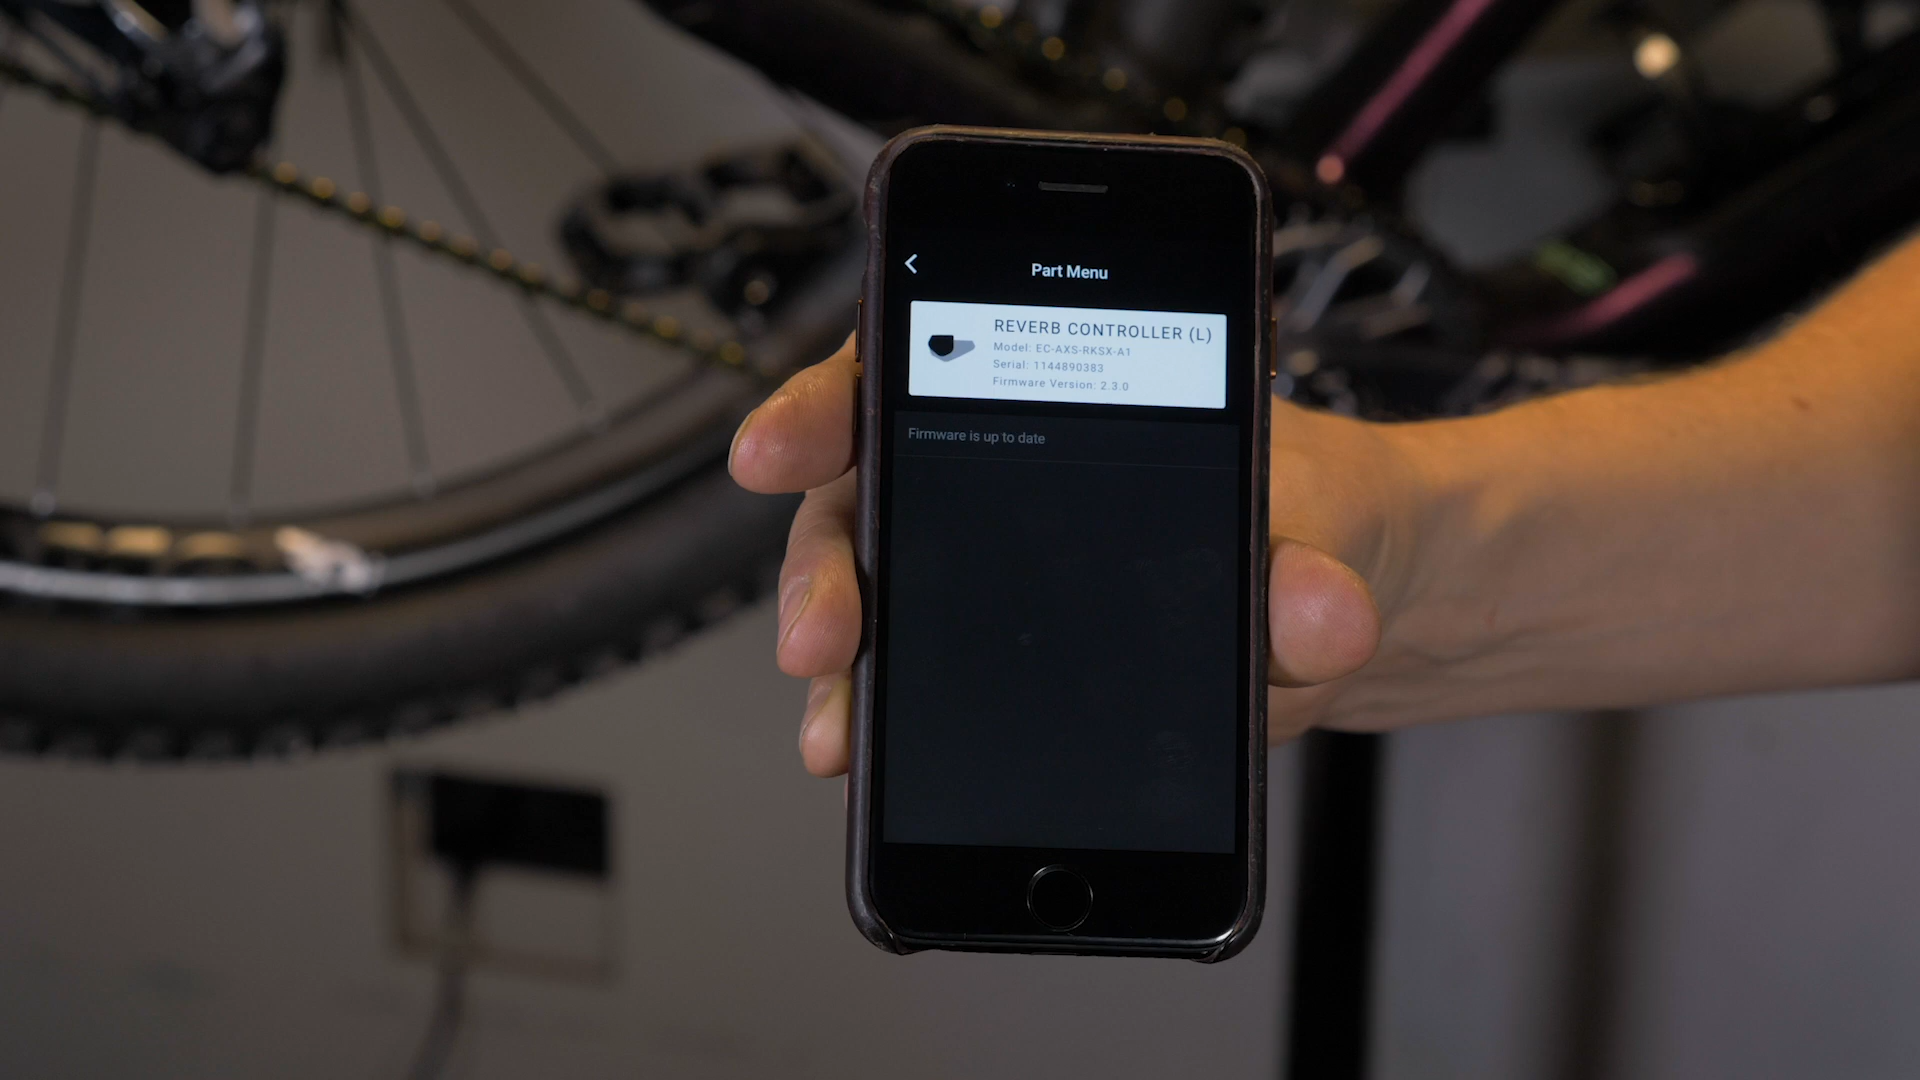 Part Menu
REVERB CONTROLLER (L)
Model: EC-AXS-RKSX-A1
Serial: 1144890383
Firmware Version: 2.3.0
Firmware is up to date